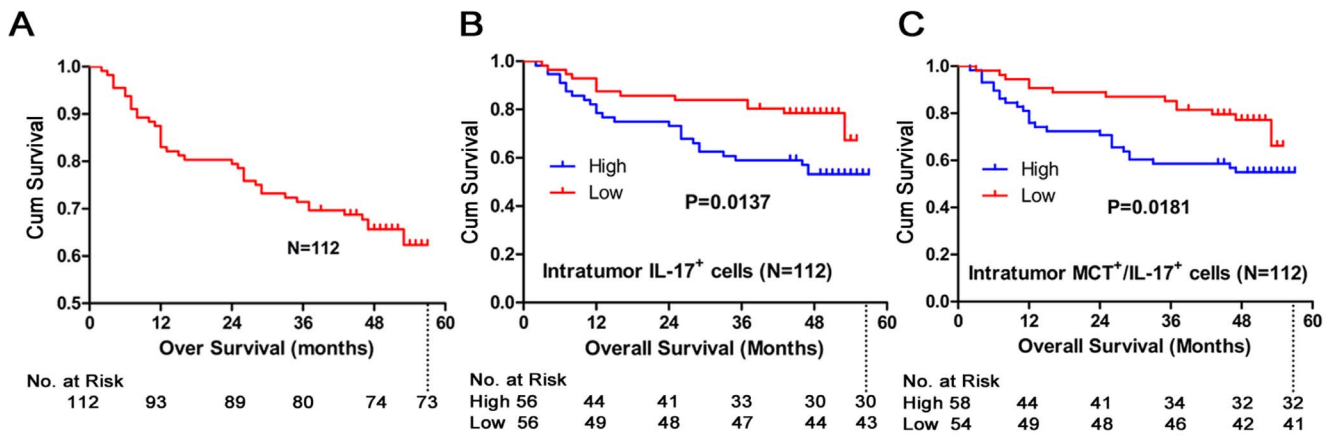 A
Cum Survival
1.0
0.9
0.8
0.7
0.6
0.5
N=112
0 12 24 36 48 60
Over Survival (months)
No. at Risk
112 93 89 80 74 73
B
Cum Survival
1.0
0.8
0.6
0.4
0.2
0.0
High
Low
P=0.0137
Intratumor IL-17+ cells (N=112)
0 12 24 36 48 60
Overall Survival (Months)
No. at Risk
High 56 44 41 33 30 30
Low 56 49 48 47 44 43
C
Cum Survival
1.0
0.8
0.6
0.4
0.2
0.0
High
Low
P=0.0181
Intratumor MCT+/IL-17+ cells (N=112)
0 12 24 36 48 60
Overall Survival (Months)
No. at Risk
High 58 44 41 34 32 32
Low 54 49 48 46 42 41